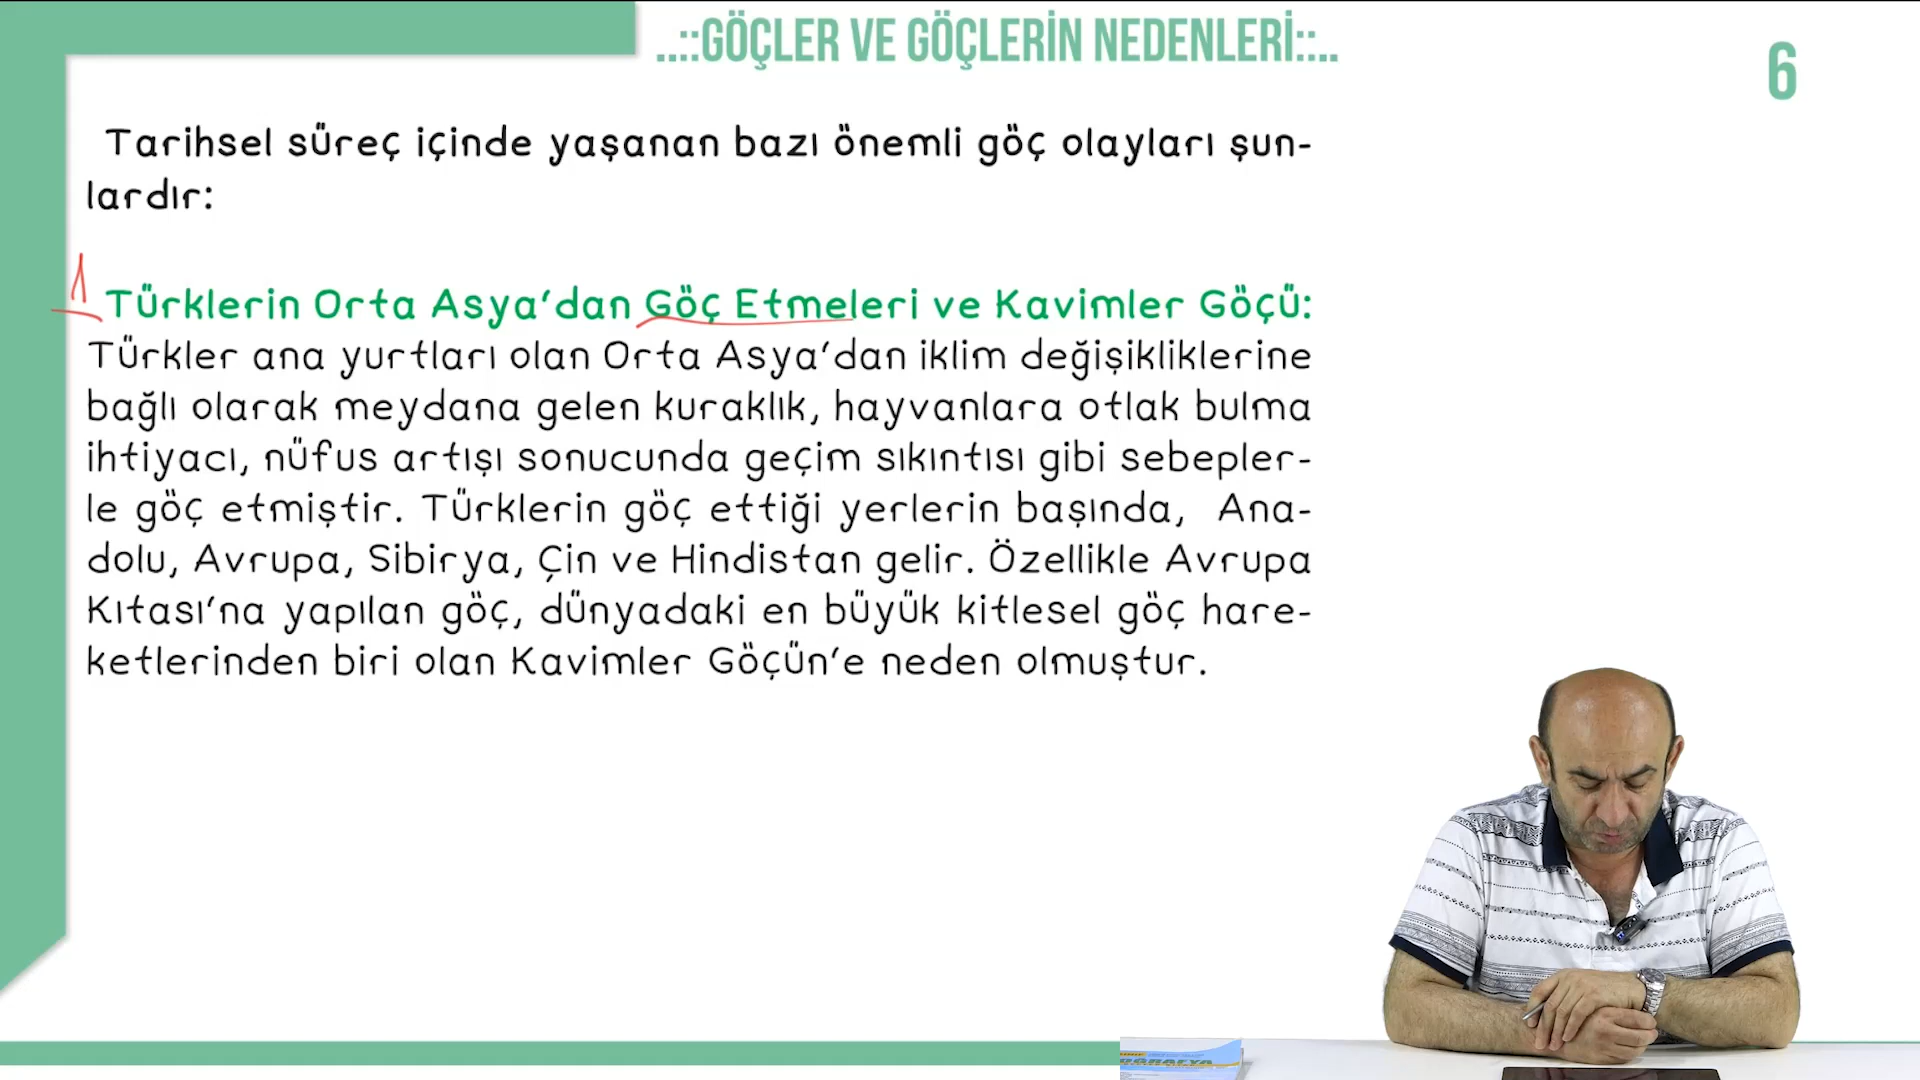 ..::GÖÇLER VE GÖÇLERİN NEDENLERİ::..
6
Tarihsel süreç içinde yaşanan bazı önemli göç olayları şun-
lardır:
1
Türklerin Orta Asya'dan Göç Etmeleri ve Kavimler Göçü:
Türkler ana yurtları olan Orta Asya'dan iklim değişikliklerine
bağlı olarak meydana gelen kuraklık, hayvanlara otlak bulma
ihtiyacı, nüfus artışı sonucunda geçim sıkıntısı gibi sebepler-
le göç etmiştir. Türklerin göç ettiği yerlerin başında, Ana-
dolu, Avrupa, Sibirya, Çin ve Hindistan gelir. Özellikle Avrupa
Kıtası'na yapılan göç, dünyadaki en büyük kitlesel göç hare-
ketlerinden biri olan Kavimler Göçün'e neden olmuştur.